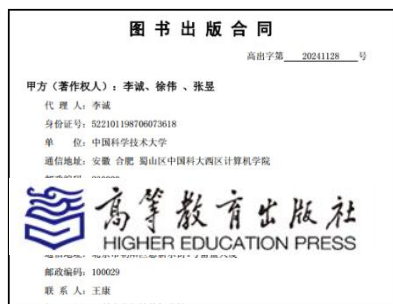 图书出版合同
高出字第 20241128 号
甲方（著作权人）：李诚、徐伟、张昱
代 理 人：李诚
身份证号：522101198706073618
单 位：中国科学技术大学
通信地址：安徽 合肥 蜀山区中国科大西区计算机学院
高等教育出版社
HIGHER EDUCATION PRESS
邮政编码：100029
联 系 人：王康